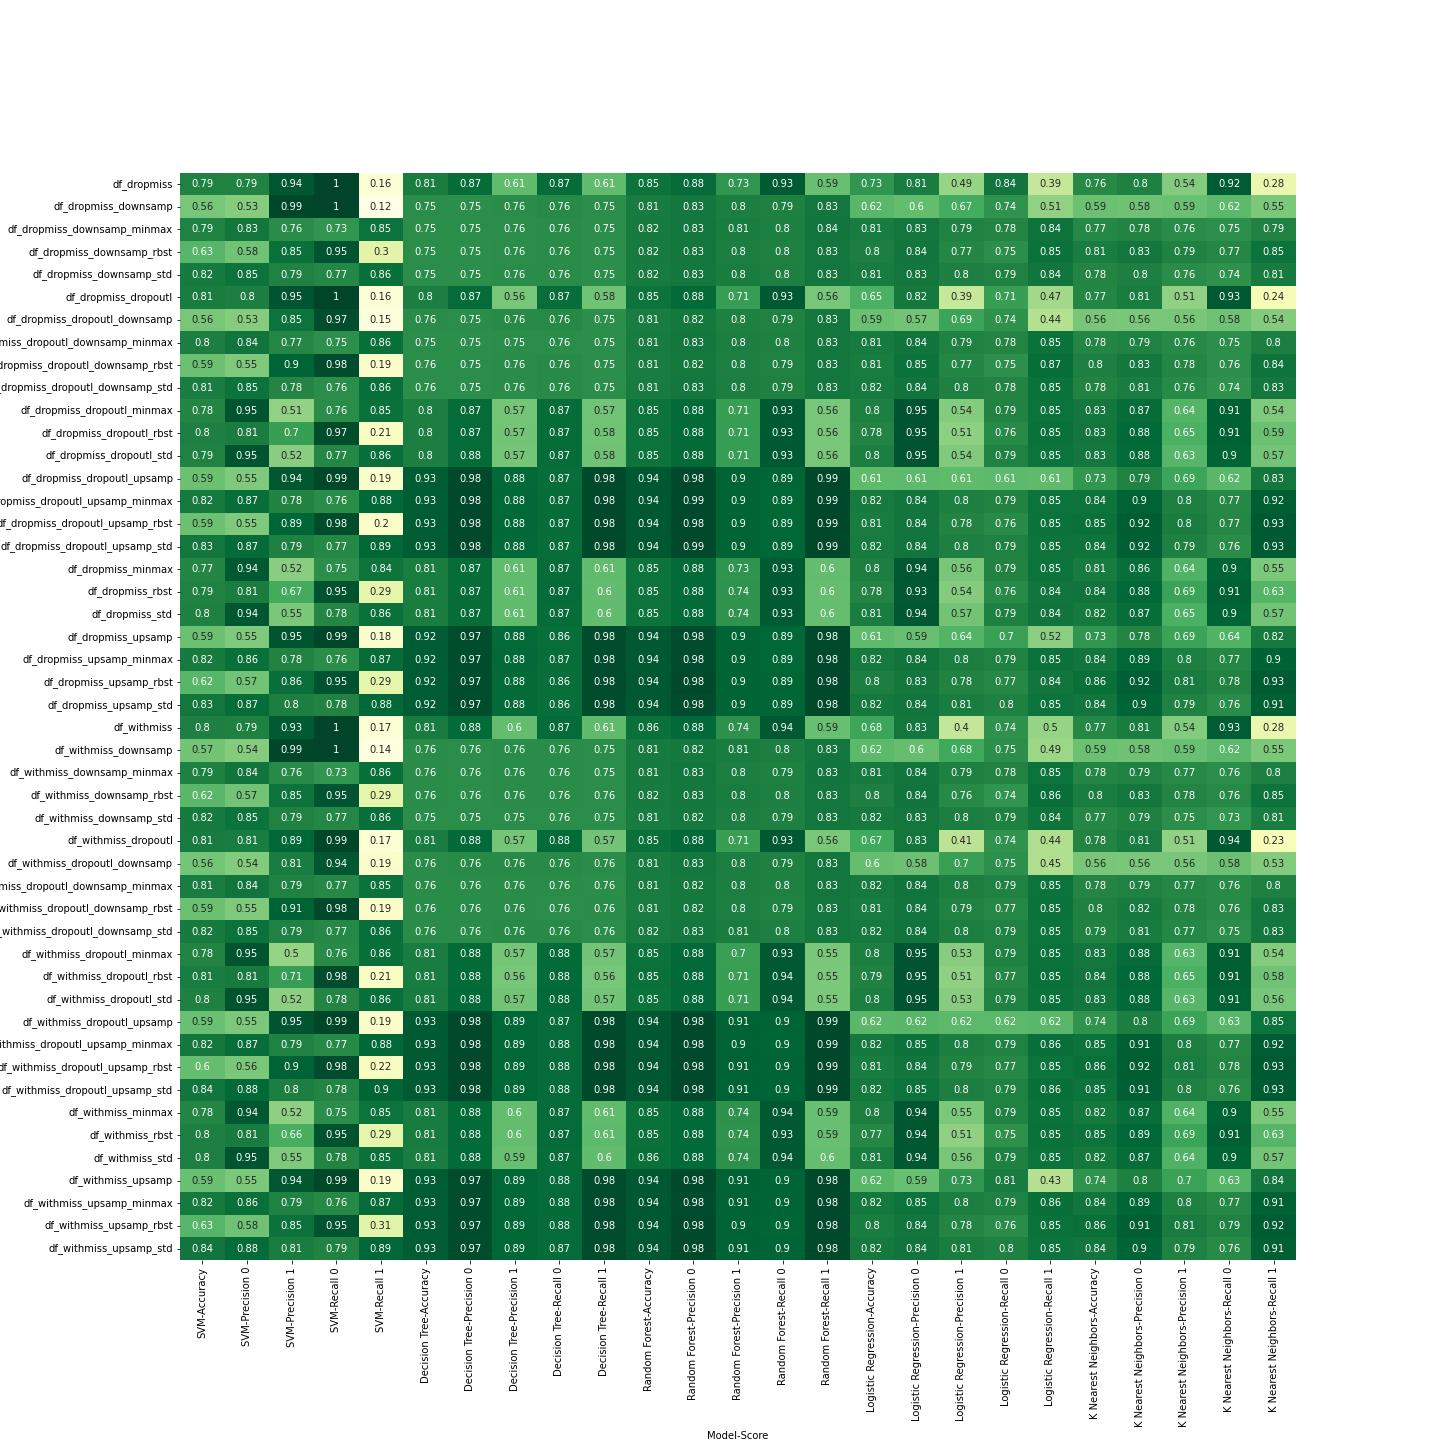 df_dropmiss 0.79 0.79 0.94 1 0.16 0.81 0.87 0.61 0.87 0.61 0.85 0.88 0.73 0.93 0.59 0.73 0.81 0.49 0.84 0.39 0.76 0.8 0.54 0.92 0.28
df_dropmiss_downsamp 0.56 0.53 0.99 1 0.12 0.75 0.75 0.76 0.76 0.75 0.81 0.83 0.8 0.79 0.83 0.62 0.6 0.67 0.74 0.51 0.59 0.58 0.59 0.62 0.55
df_dropmiss_downsamp_minmax 0.79 0.83 0.76 0.73 0.85 0.75 0.75 0.75 0.76 0.75 0.82 0.83 0.81 0.8 0.84 0.81 0.83 0.79 0.78 0.84 0.77 0.78 0.76 0.75 0.79
df_dropmiss_downsamp_rbst 0.63 0.58 0.85 0.95 0.3 0.75 0.75 0.76 0.76 0.75 0.82 0.83 0.8 0.8 0.83 0.8 0.84 0.77 0.75 0.85 0.81 0.83 0.79 0.77 0.85
df_dropmiss_downsamp_std 0.82 0.85 0.79 0.77 0.86 0.75 0.75 0.76 0.76 0.75 0.82 0.83 0.8 0.8 0.83 0.81 0.83 0.8 0.79 0.84 0.78 0.8 0.76 0.74 0.81
df_dropmiss_dropoutl 0.81 0.8 0.95 1 0.16 0.8 0.87 0.56 0.87 0.58 0.85 0.88 0.71 0.93 0.56 0.65 0.82 0.39 0.71 0.47 0.77 0.81 0.51 0.93 0.24
df_dropmiss_dropoutl_downsamp 0.56 0.53 0.85 0.97 0.15 0.76 0.75 0.76 0.76 0.75 0.81 0.82 0.8 0.79 0.83 0.59 0.57 0.69 0.74 0.44 0.56 0.56 0.56 0.58 0.54
miss_dropoutl_downsamp_minmax 0.8 0.84 0.77 0.75 0.86 0.75 0.75 0.75 0.76 0.75 0.81 0.83 0.8 0.8 0.83 0.81 0.84 0.79 0.78 0.85 0.78 0.79 0.76 0.75 0.8
dropmiss_dropoutl_downsamp_rbst 0.59 0.55 0.9 0.98 0.19 0.76 0.75 0.76 0.76 0.75 0.81 0.82 0.8 0.79 0.83 0.81 0.85 0.77 0.75 0.87 0.8 0.83 0.78 0.76 0.84
_dropmiss_dropoutl_downsamp_std 0.81 0.85 0.78 0.76 0.86 0.76 0.75 0.76 0.76 0.75 0.81 0.83 0.8 0.79 0.83 0.82 0.84 0.8 0.78 0.85 0.78 0.81 0.76 0.74 0.83
df_dropmiss_dropoutl_minmax 0.78 0.95 0.51 0.76 0.85 0.8 0.87 0.57 0.87 0.57 0.85 0.88 0.71 0.93 0.56 0.8 0.95 0.54 0.79 0.85 0.83 0.87 0.64 0.91 0.54
df_dropmiss_dropoutl_rbst 0.8 0.81 0.7 0.97 0.21 0.8 0.87 0.57 0.87 0.58 0.85 0.88 0.71 0.93 0.56 0.78 0.95 0.51 0.76 0.85 0.83 0.88 0.65 0.91 0.59
df_dropmiss_dropoutl_std 0.79 0.95 0.52 0.77 0.86 0.8 0.88 0.57 0.87 0.58 0.85 0.88 0.71 0.93 0.56 0.8 0.95 0.54 0.79 0.85 0.83 0.88 0.63 0.9 0.57
df_dropmiss_dropoutl_upsamp 0.59 0.55 0.94 0.99 0.19 0.93 0.98 0.88 0.87 0.98 0.94 0.98 0.9 0.89 0.99 0.61 0.61 0.61 0.61 0.61 0.73 0.79 0.69 0.62 0.83
opmiss_dropoutl_upsamp_minmax 0.82 0.87 0.78 0.76 0.88 0.93 0.98 0.88 0.87 0.98 0.94 0.99 0.9 0.89 0.99 0.82 0.84 0.8 0.79 0.85 0.84 0.9 0.8 0.77 0.92
df_dropmiss_dropoutl_upsamp_rbst 0.59 0.55 0.89 0.98 0.2 0.93 0.98 0.88 0.87 0.98 0.94 0.98 0.9 0.89 0.99 0.81 0.84 0.78 0.76 0.85 0.85 0.92 0.8 0.77 0.93
df_dropmiss_dropoutl_upsamp_std 0.83 0.87 0.79 0.77 0.89 0.93 0.98 0.88 0.87 0.98 0.94 0.99 0.9 0.89 0.99 0.82 0.84 0.8 0.79 0.85 0.84 0.92 0.79 0.76 0.93
df_dropmiss_minmax 0.77 0.94 0.52 0.75 0.84 0.81 0.87 0.61 0.87 0.61 0.85 0.88 0.73 0.93 0.6 0.8 0.94 0.56 0.79 0.85 0.81 0.86 0.64 0.9 0.55
df_dropmiss_rbst 0.79 0.81 0.67 0.95 0.29 0.81 0.87 0.61 0.87 0.6 0.85 0.88 0.74 0.93 0.6 0.78 0.93 0.54 0.76 0.84 0.84 0.88 0.69 0.91 0.63
df_dropmiss_std 0.8 0.94 0.55 0.78 0.86 0.81 0.87 0.61 0.87 0.6 0.85 0.88 0.74 0.93 0.6 0.81 0.94 0.57 0.79 0.84 0.82 0.87 0.65 0.9 0.57
df_dropmiss_upsamp 0.59 0.55 0.95 0.99 0.18 0.92 0.97 0.88 0.86 0.98 0.94 0.98 0.9 0.89 0.98 0.61 0.59 0.64 0.7 0.52 0.73 0.78 0.69 0.64 0.82
df_dropmiss_upsamp_minmax 0.82 0.86 0.78 0.76 0.87 0.92 0.97 0.88 0.87 0.98 0.94 0.98 0.9 0.89 0.98 0.82 0.84 0.8 0.79 0.85 0.84 0.89 0.8 0.77 0.9
df_dropmiss_upsamp_rbst 0.62 0.57 0.86 0.95 0.29 0.92 0.97 0.88 0.86 0.98 0.94 0.98 0.9 0.89 0.98 0.8 0.83 0.78 0.77 0.84 0.86 0.92 0.81 0.78 0.93
df_dropmiss_upsamp_std 0.83 0.87 0.8 0.78 0.88 0.92 0.97 0.88 0.86 0.98 0.94 0.98 0.9 0.89 0.98 0.82 0.84 0.81 0.8 0.85 0.84 0.9 0.79 0.76 0.91
df_withmiss 0.8 0.79 0.93 1 0.17 0.81 0.88 0.6 0.87 0.61 0.86 0.88 0.74 0.94 0.59 0.68 0.83 0.4 0.74 0.5 0.77 0.81 0.54 0.93 0.28
df_withmiss_downsamp 0.57 0.54 0.99 1 0.14 0.76 0.76 0.76 0.76 0.76 0.81 0.82 0.81 0.8 0.83 0.62 0.6 0.68 0.75 0.49 0.59 0.58 0.59 0.62 0.55
df_withmiss_downsamp_minmax 0.79 0.84 0.76 0.73 0.86 0.76 0.76 0.76 0.76 0.75 0.81 0.83 0.8 0.79 0.83 0.81 0.84 0.79 0.78 0.85 0.78 0.79 0.77 0.76 0.8
df_withmiss_downsamp_rbst 0.62 0.57 0.85 0.95 0.29 0.76 0.76 0.76 0.76 0.76 0.82 0.83 0.8 0.8 0.83 0.8 0.84 0.76 0.74 0.86 0.8 0.83 0.78 0.76 0.85
df_withmiss_downsamp_std 0.82 0.85 0.79 0.77 0.86 0.75 0.75 0.75 0.76 0.75 0.81 0.82 0.8 0.79 0.83 0.82 0.83 0.8 0.79 0.84 0.77 0.79 0.75 0.73 0.81
df_withmiss_dropoutl 0.81 0.81 0.89 0.99 0.17 0.81 0.88 0.57 0.88 0.57 0.85 0.88 0.71 0.93 0.56 0.67 0.83 0.41 0.74 0.44 0.78 0.81 0.51 0.94 0.23
df_withmiss_dropoutl_downsamp 0.56 0.54 0.81 0.94 0.19 0.76 0.76 0.76 0.76 0.76 0.81 0.83 0.8 0.79 0.83 0.6 0.58 0.7 0.75 0.45 0.56 0.56 0.56 0.58 0.53
miss_dropoutl_downsamp_minmax 0.81 0.84 0.79 0.77 0.85 0.76 0.76 0.76 0.76 0.76 0.81 0.82 0.8 0.8 0.83 0.82 0.84 0.8 0.79 0.85 0.78 0.79 0.77 0.76 0.8
withmiss_dropoutl_downsamp_rbst 0.59 0.55 0.91 0.98 0.19 0.76 0.76 0.76 0.76 0.76 0.81 0.82 0.8 0.79 0.83 0.81 0.84 0.79 0.77 0.85 0.8 0.82 0.78 0.76 0.83
_withmiss_dropoutl_downsamp_std 0.82 0.85 0.79 0.77 0.86 0.76 0.76 0.76 0.76 0.76 0.82 0.83 0.81 0.8 0.83 0.82 0.84 0.8 0.79 0.85 0.79 0.81 0.77 0.75 0.83
df_withmiss_dropoutl_minmax 0.78 0.95 0.5 0.76 0.86 0.81 0.88 0.57 0.88 0.57 0.85 0.88 0.7 0.93 0.55 0.8 0.95 0.53 0.79 0.85 0.83 0.88 0.63 0.91 0.54
df_withmiss_dropoutl_rbst 0.81 0.81 0.71 0.98 0.21 0.81 0.88 0.56 0.88 0.56 0.85 0.88 0.71 0.94 0.55 0.79 0.95 0.51 0.77 0.85 0.84 0.88 0.65 0.91 0.58
df_withmiss_dropoutl_std 0.8 0.95 0.52 0.78 0.86 0.81 0.88 0.57 0.88 0.57 0.85 0.88 0.71 0.94 0.55 0.8 0.95 0.53 0.79 0.85 0.83 0.88 0.63 0.91 0.56
df_withmiss_dropoutl_upsamp 0.59 0.55 0.95 0.99 0.19 0.93 0.98 0.89 0.87 0.98 0.94 0.98 0.91 0.9 0.99 0.62 0.62 0.62 0.62 0.62 0.74 0.8 0.69 0.63 0.85
ithmiss_dropoutl_upsamp_minmax 0.82 0.87 0.79 0.77 0.88 0.93 0.98 0.89 0.88 0.98 0.94 0.98 0.9 0.9 0.99 0.82 0.85 0.8 0.79 0.86 0.85 0.91 0.8 0.77 0.92
df_withmiss_dropoutl_upsamp_rbst 0.6 0.56 0.9 0.98 0.22 0.93 0.98 0.89 0.88 0.98 0.94 0.98 0.91 0.9 0.99 0.81 0.84 0.79 0.77 0.85 0.86 0.92 0.81 0.78 0.93
df_withmiss_dropoutl_upsamp_std 0.84 0.88 0.8 0.78 0.9 0.93 0.98 0.89 0.88 0.98 0.94 0.98 0.91 0.9 0.99 0.82 0.85 0.8 0.79 0.86 0.85 0.91 0.8 0.76 0.93
df_withmiss_minmax 0.78 0.94 0.52 0.75 0.85 0.81 0.88 0.6 0.87 0.61 0.85 0.88 0.74 0.94 0.59 0.8 0.94 0.55 0.79 0.85 0.82 0.87 0.64 0.9 0.55
df_withmiss_rbst 0.8 0.81 0.66 0.95 0.29 0.81 0.88 0.6 0.87 0.61 0.85 0.88 0.74 0.93 0.59 0.77 0.94 0.51 0.75 0.85 0.85 0.89 0.69 0.91 0.63
df_withmiss_std 0.8 0.95 0.55 0.78 0.85 0.81 0.88 0.59 0.87 0.6 0.86 0.88 0.74 0.94 0.6 0.81 0.94 0.56 0.79 0.85 0.82 0.87 0.64 0.9 0.57
df_withmiss_upsamp 0.59 0.55 0.94 0.99 0.19 0.93 0.97 0.89 0.88 0.98 0.94 0.98 0.91 0.9 0.98 0.62 0.59 0.73 0.81 0.43 0.74 0.8 0.7 0.63 0.84
df_withmiss_upsamp_minmax 0.82 0.86 0.79 0.76 0.87 0.93 0.97 0.89 0.88 0.98 0.94 0.98 0.91 0.9 0.98 0.82 0.85 0.8 0.79 0.86 0.84 0.89 0.8 0.77 0.91
df_withmiss_upsamp_rbst 0.63 0.58 0.85 0.95 0.31 0.93 0.97 0.89 0.88 0.98 0.94 0.98 0.9 0.9 0.98 0.8 0.84 0.78 0.76 0.85 0.86 0.91 0.81 0.79 0.92
df_withmiss_upsamp_std 0.84 0.88 0.81 0.79 0.89 0.93 0.97 0.89 0.87 0.98 0.94 0.98 0.91 0.9 0.98 0.82 0.84 0.81 0.8 0.85 0.84 0.9 0.79 0.76 0.91
SVM-Accuracy
SVM-Precision 0
SVM-Precision 1
SVM-Recall 0
SVM-Recall 1
Decision Tree-Accuracy
Decision Tree-Precision 0
Decision Tree-Precision 1
Decision Tree-Recall 0
Decision Tree-Recall 1
Random Forest-Accuracy
Random Forest-Precision 0
Random Forest-Precision 1
Random Forest-Recall 0
Random Forest-Recall 1
Logistic Regression-Accuracy
Logistic Regression-Precision 0
Logistic Regression-Precision 1
Logistic Regression-Recall 0
Logistic Regression-Recall 1
K Nearest Neighbors-Accuracy
K Nearest Neighbors-Precision 0
K Nearest Neighbors-Precision 1
K Nearest Neighbors-Recall 0
K Nearest Neighbors-Recall 1
Model-Score